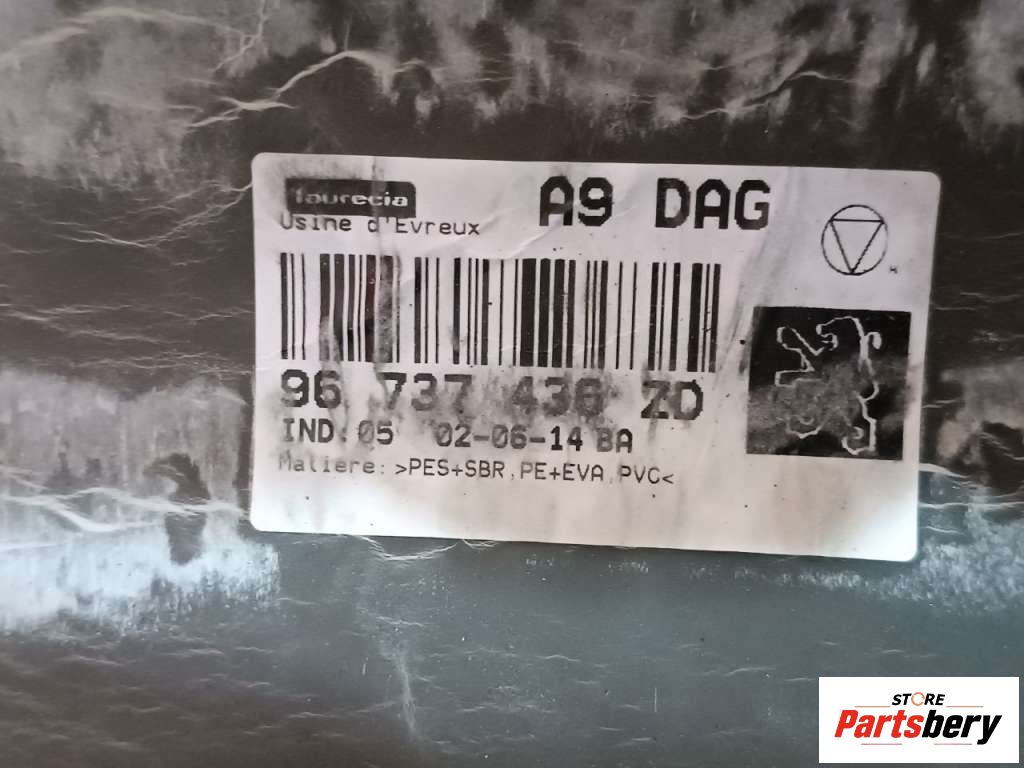 faurecia
A9 DAG
Usine d'Evreux
96 737 436 ZD
IND: 05 02-06-14 BA
Matiere: >PES+SBR, PE+EVA, PVC<
STORE
Partsbery